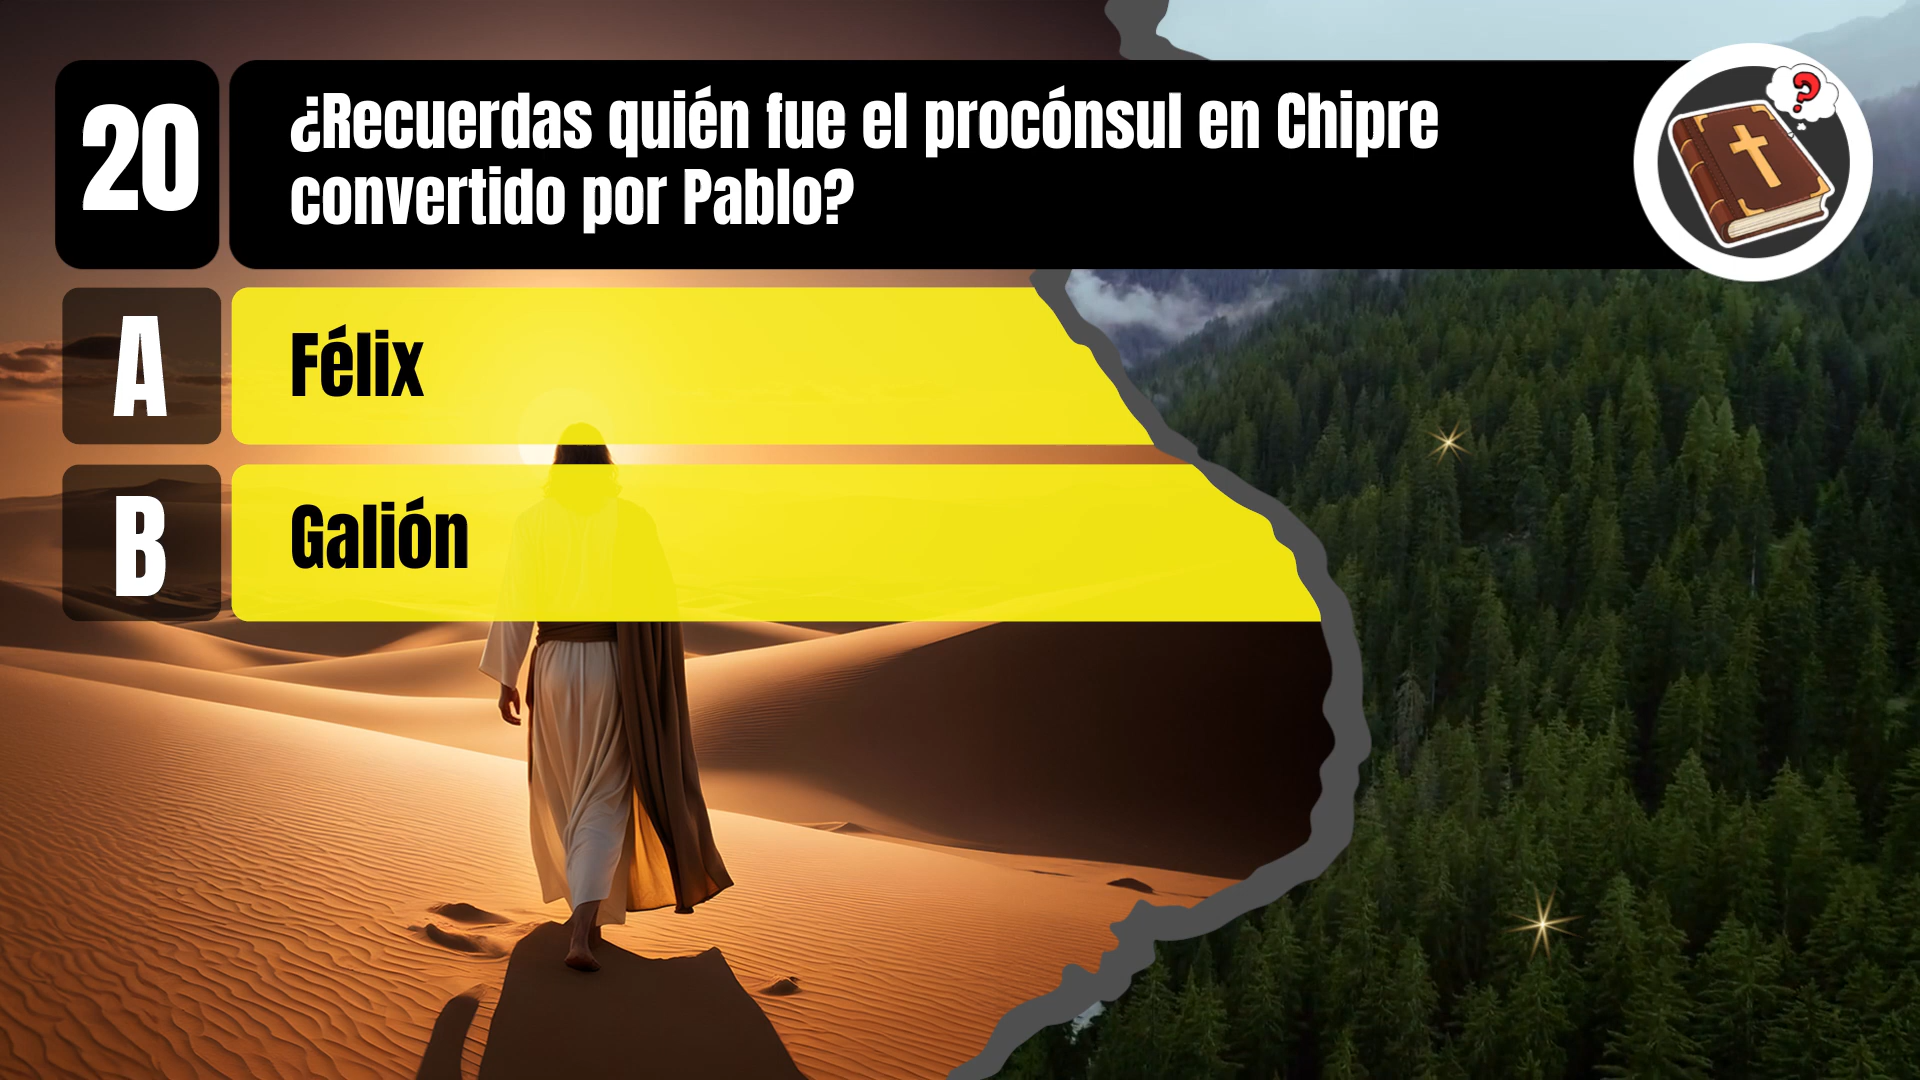 20
¿Recuerdas quién fue el procónsul en Chipre
convertido por Pablo?
A
Félix
B
Galión
?